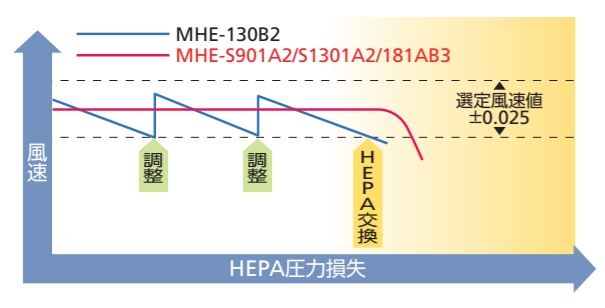 MHE-130B2
MHE-S901A2/S1301A2/181AB3
選定風速値
±0.025
風速
調整
調整
HEPA交換
HEPA圧力損失